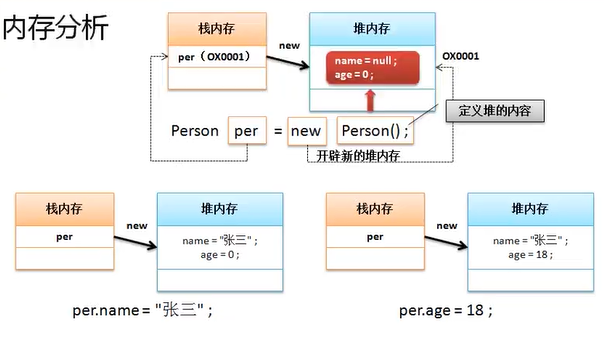 内存分析
栈内存
per（OX0001）
new
堆内存
name = null ;
age = 0 ;
OX0001
定义堆的内容
Person per = new Person() ;
开辟新的堆内存
栈内存
per
new
堆内存
name = "张三" ;
age = 0 ;
per.name = "张三" ;
栈内存
per
new
堆内存
name = "张三" ;
age = 18 ;
per.age = 18 ;